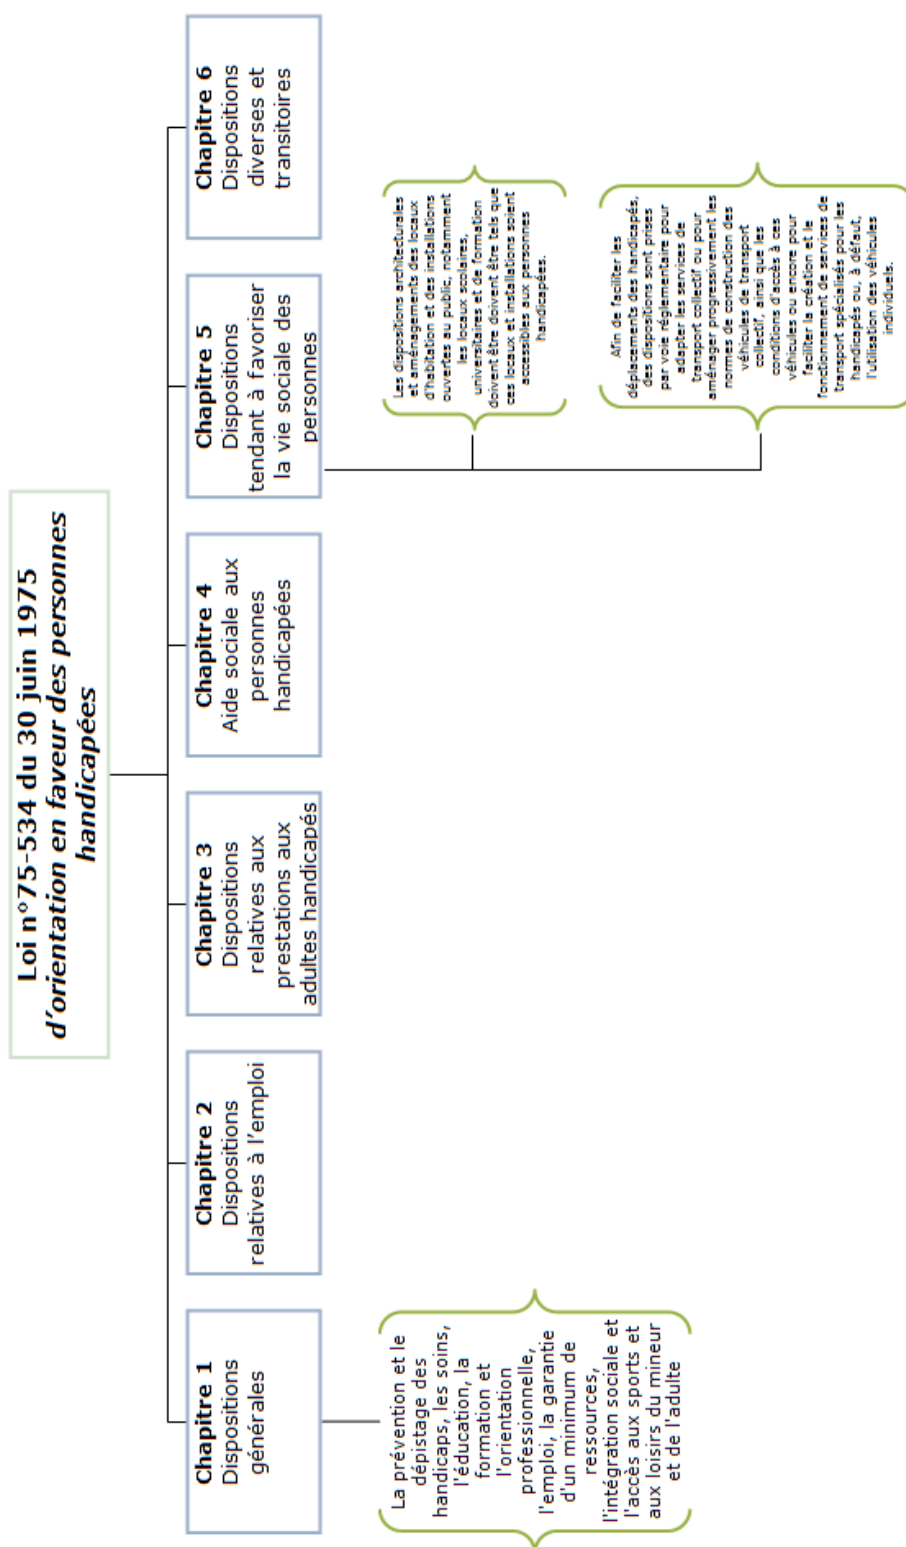 Loi n°75-534 du 30 juin 1975
d'orientation en faveur des personnes
handicapées
Chapitre 1
Dispositions
générales
Chapitre 2
Dispositions
relatives à l'emploi
Chapitre 3
Dispositions
relatives aux
prestations aux
adultes handicapés
Chapitre 4
Aide sociale aux
personnes
handicapées
Chapitre 5
Dispositions
tendant à favoriser
la vie sociale des
personnes
Chapitre 6
Dispositions
diverses et
transitoires
La prévention et le
dépistage des
handicaps, les soins,
l'éducation, la
formation et
l'orientation
professionnelle,
l'emploi, la garantie
d'un minimum de
ressources,
l'intégration sociale et
l'accès aux sports et
aux loisirs du mineur
et de l'adulte
Les dispositions architecturales
et aménagements des locaux
d'habitation et des installations
ouvertes au public, notamment
les locaux scolaires,
universitaires et de formation
doivent être doivent être tels que
ces locaux et installations soient
accessibles aux personnes
handicapées.
Afin de faciliter les
déplacements des handicapés,
des dispositions sont prises
par voie réglementaire pour
adapter les services de
transport collectif ou pour
aménager progressivement les
normes de construction des
véhicules de transport
collectif, ainsi que les
conditions d'accès à ces
véhicules ou encore pour
faciliter la création et le
fonctionnement de services de
transport spécialisés pour les
handicapés ou, à défaut,
l'utilisation des véhicules
individuels.